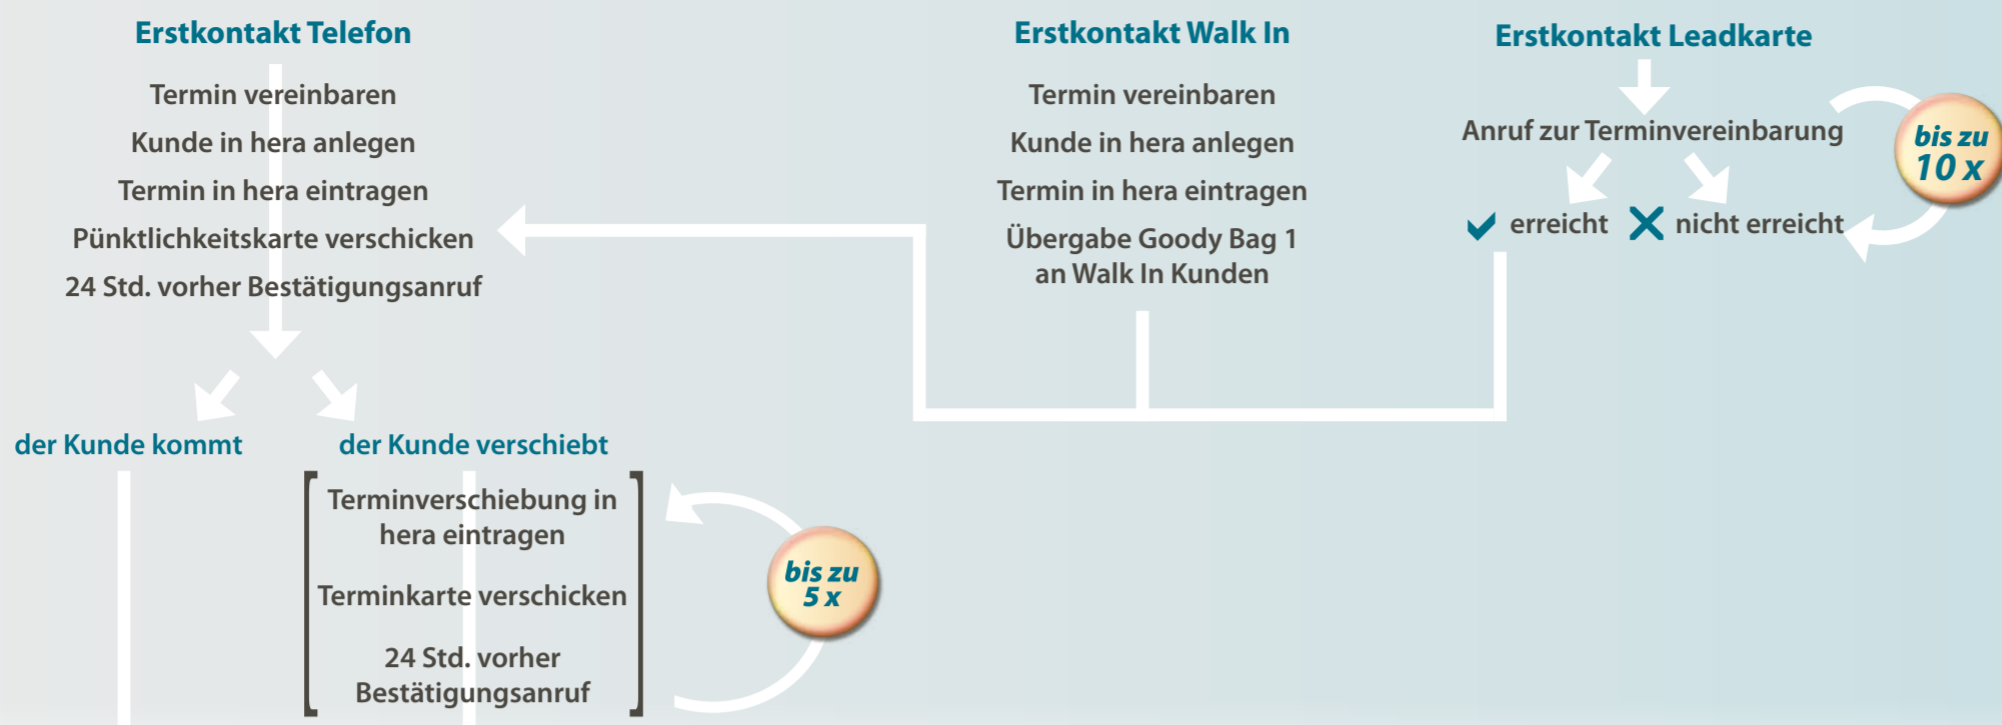 Erstkontakt Telefon
Termin vereinbaren
Kunde in hera anlegen
Termin in hera eintragen
Pünktlichkeitskarte verschicken
24 Std. vorher Bestätigungsanruf
Erstkontakt Walk In
Termin vereinbaren
Kunde in hera anlegen
Termin in hera eintragen
Übergabe Goody Bag 1
an Walk In Kunden
Erstkontakt Leadkarte
Anruf zur Terminvereinbarung
bis zu
10 x
erreicht
nicht erreicht
der Kunde kommt
der Kunde verschiebt
Terminverschiebung in
hera eintragen
Terminkarte verschicken
24 Std. vorher
Bestätigungsanruf
bis zu
5 x